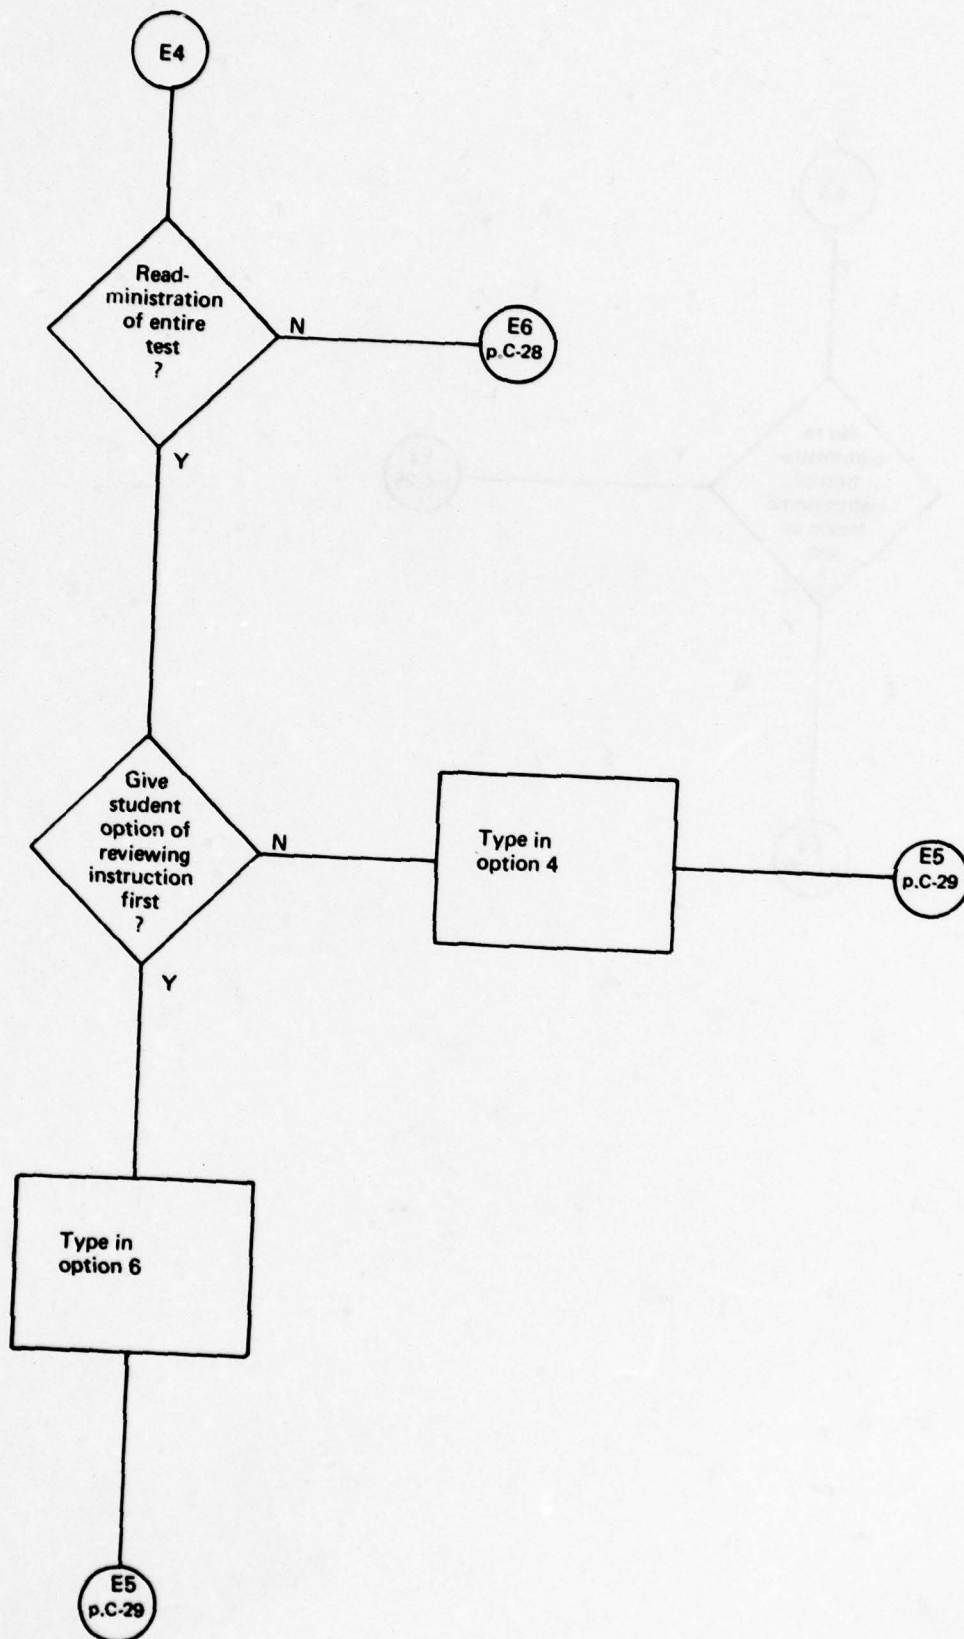 E4
Read-
ministration
of entire
test
?
N
E6
p.C-28
Y
Give
student
option of
reviewing
instruction
first
?
N
Type in
option 4
E5
p.C-29
Y
Type in
option 6
E5
p.C-29